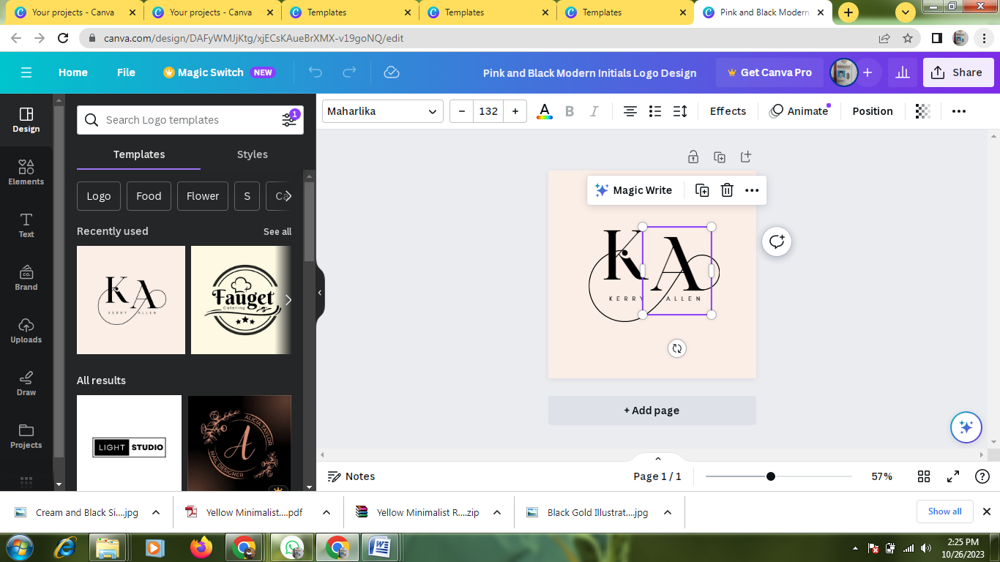 Your projects - Canva
Your projects - Canva
Templates
Templates
Templates
Pink and Black Modern
canva.com/design/DAFyWMJjKtg/xjECsKAueBrXMX-v19goNQ/edit
Home
File
Magic Switch
NEW
Pink and Black Modern Initials Logo Design
Get Canva Pro
Share
Design
Elements
Text
Brand
Uploads
Draw
Projects
Search Logo templates
1
Templates
Styles
Logo
Food
Flower
S
Ca
Recently used
See all
KA
KERRY ALLEN
Fauget
Catering
All results
LIGHT STUDIO
ALICIA TAYLOR
A
NAIL DESIGNER
Maharlika
− 132 +
A
B
I
Effects
Animate
Position
Magic Write
KA
KERRY ALLEN
+ Add page
Notes
Page 1 / 1
57%
Cream and Black Si....jpg
Yellow Minimalist....pdf
Yellow Minimalist R....zip
Black Gold Illustrat....jpg
Show all
2:25 PM
10/26/2023